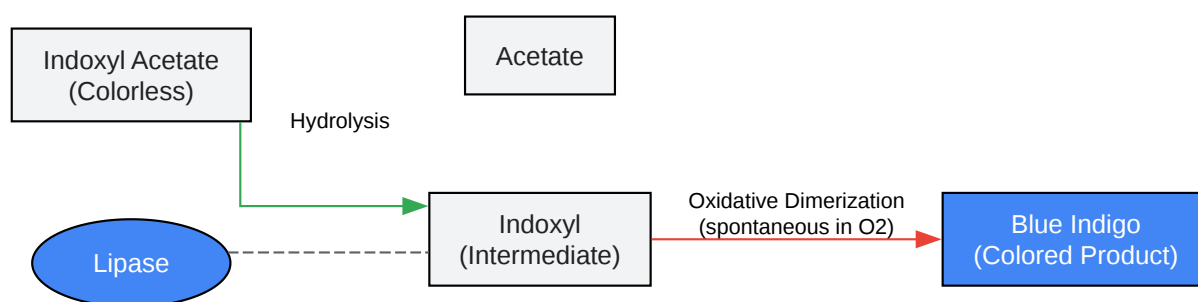 Indoxyl Acetate
(Colorless)
Acetate
Hydrolysis
Indoxyl
(Intermediate)
Oxidative Dimerization
(spontaneous in O2)
Blue Indigo
(Colored Product)
Lipase